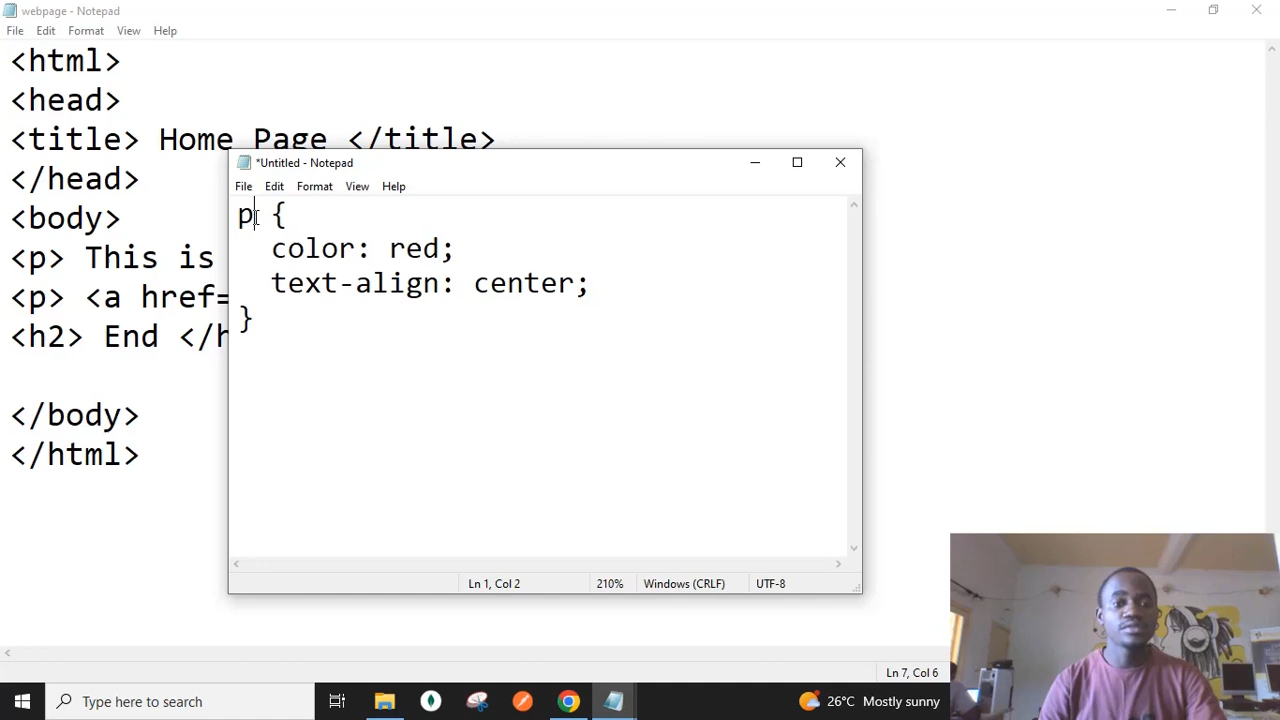 webpage - Notepad
File Edit Format View Help
<html>
<head>
<title> Home Page </title>
</head>
<body>
<p> This is
<p> <a href=
<h2> End </h
</body>
</html>
*Untitled - Notepad
File Edit Format View Help
p {
color: red;
text-align: center;
}
Ln 1, Col 2 210% Windows (CRLF) UTF-8
Ln 7, Col 6
Type here to search
26°C Mostly sunny